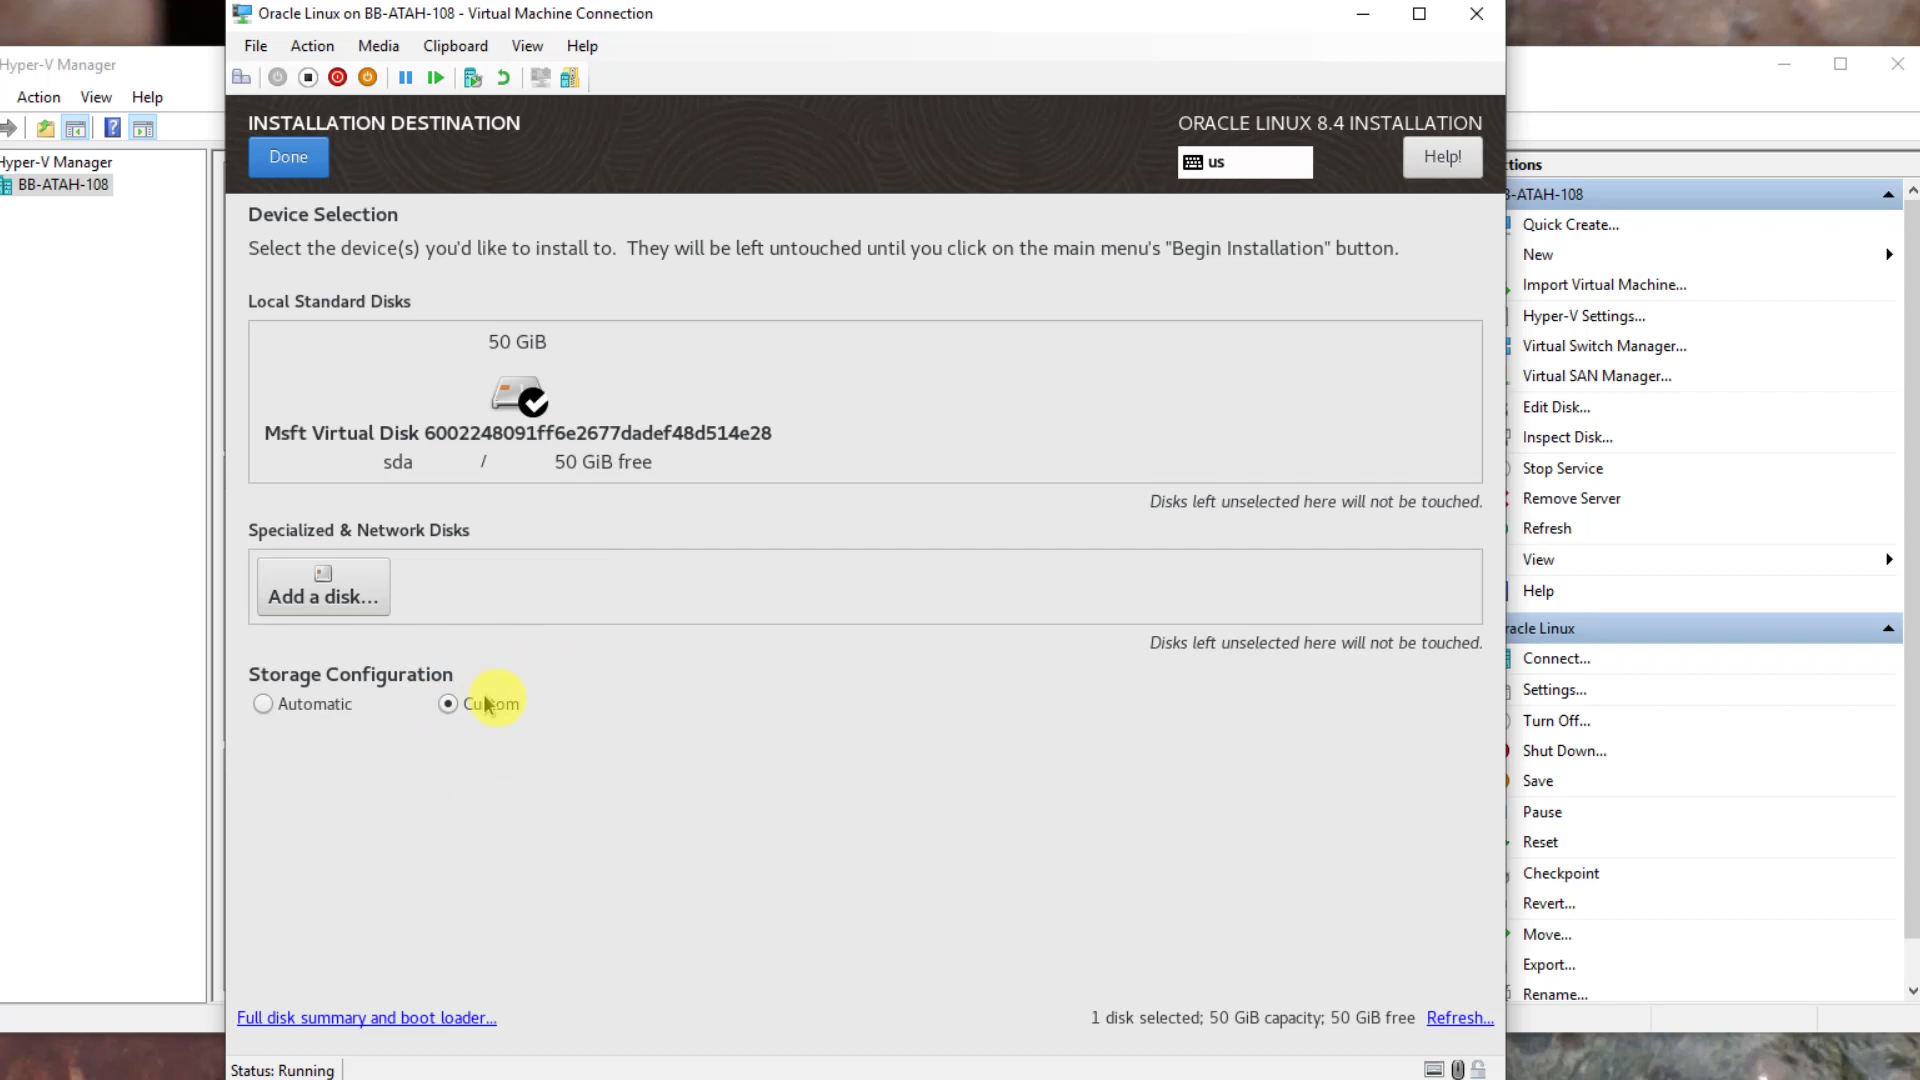 Oracle Linux on BB-ATAH-108 - Virtual Machine Connection
File Action Media Clipboard View Help
Hyper-V Manager
Action View Help
Hyper-V Manager
BB-ATAH-108
INSTALLATION DESTINATION
Done
ORACLE LINUX 8.4 INSTALLATION
us
Help!
Device Selection
Select the device(s) you'd like to install to. They will be left untouched until you click on the main menu's "Begin Installation" button.
Local Standard Disks
50 GiB
Msft Virtual Disk 6002248091ff6e2677dadef48d514e28
sda / 50 GiB free
Disks left unselected here will not be touched.
Specialized & Network Disks
Add a disk...
Disks left unselected here will not be touched.
Storage Configuration
Automatic Custom
Full disk summary and boot loader...
1 disk selected; 50 GiB capacity; 50 GiB free Refresh...
Status: Running
tions
B-ATAH-108
Quick Create...
New
Import Virtual Machine...
Hyper-V Settings...
Virtual Switch Manager...
Virtual SAN Manager...
Edit Disk...
Inspect Disk...
Stop Service
Remove Server
Refresh
View
Help
racle Linux
Connect...
Settings...
Turn Off...
Shut Down...
Save
Pause
Reset
Checkpoint
Revert...
Move...
Export...
Rename...